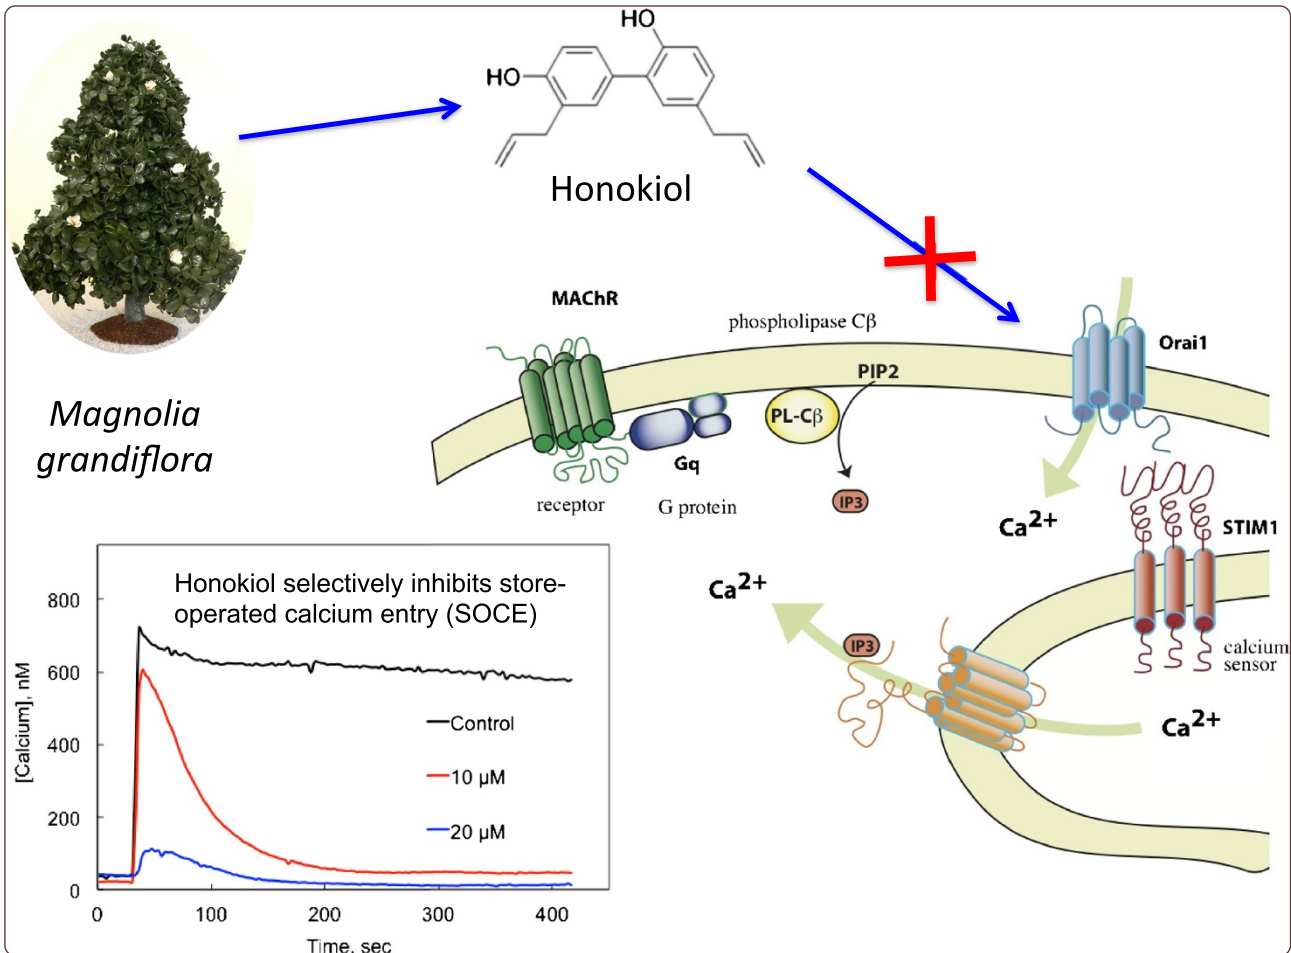 HO
HO
Honokiol
Magnolia
grandiflora
MAChR
phospholipase Cβ
PIP2
Orai1
PL-Cβ
Gq
IP3
receptor
G protein
Ca2+
STIM1
Ca2+
IP3
calcium
sensor
Ca2+
Honokiol selectively inhibits store-
operated calcium entry (SOCE)
[Calcium], nM
800
600
400
200
0
Control
10 µM
20 µM
0 100 200 300 400
Time, sec